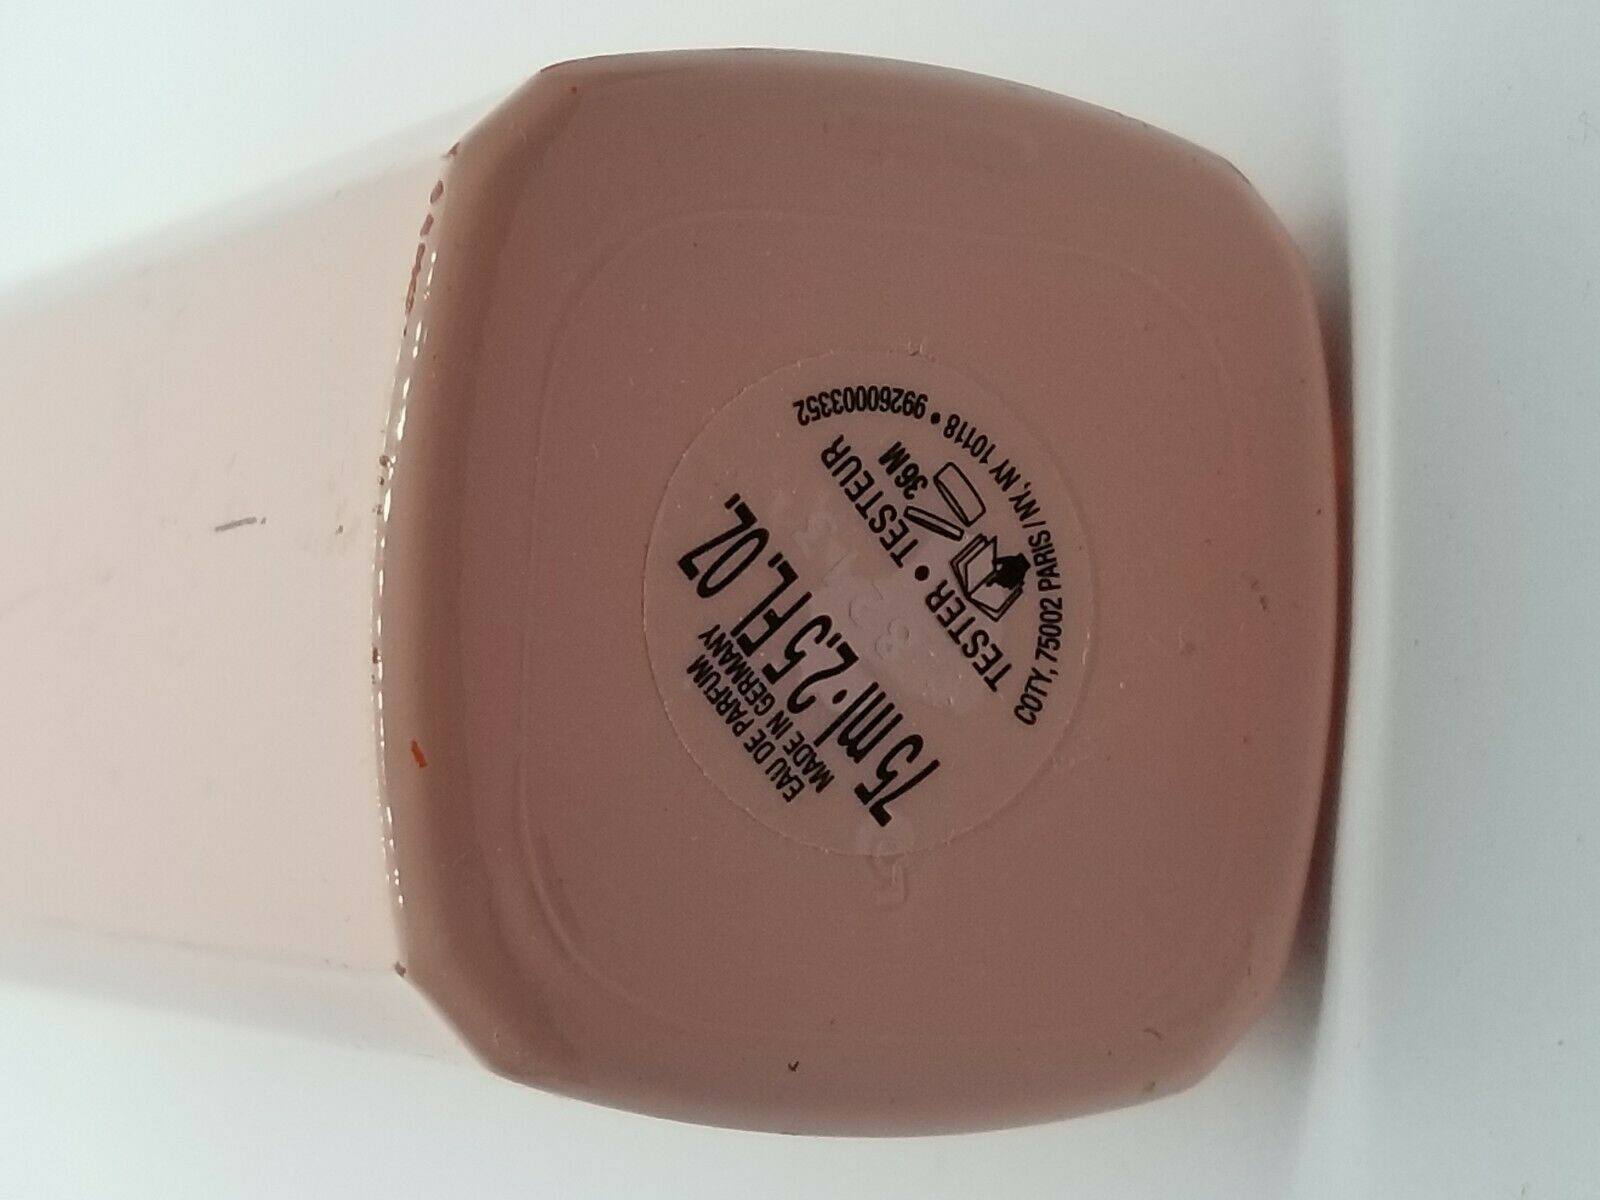 EAU DE PARFUM
MADE IN GERMANY
75 ml · 2,5 FL. OZ.
TESTER • TESTEUR
36 M
COTY, 75002 PARIS / NY, NY 10118 • 99260003352